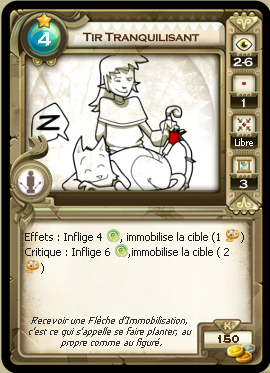 4
TIR TRANQUILISANT
2-6
1
Libre
3
Z
Effets : Inflige 4 , immobilise la cible (1 )
Critique : Inflige 6 ,immobilise la cible ( 2
)
Recevoir une Flèche d'Immobilisation,
c'est ce qui s'appelle se faire planter, au
propre comme au figuré.
K
150